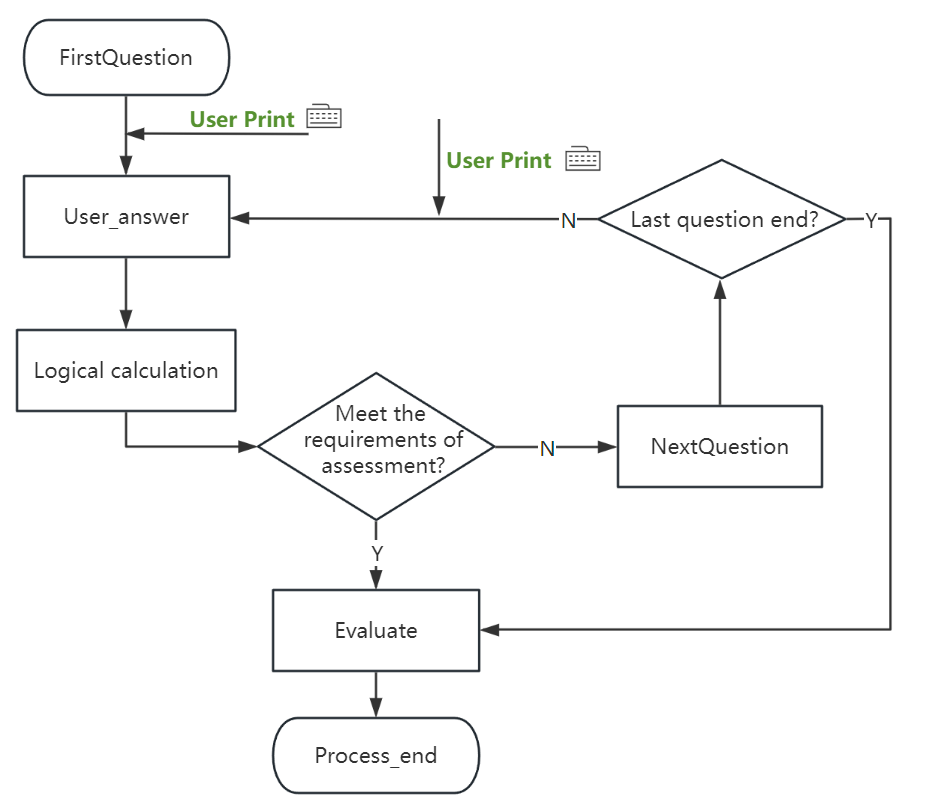 FirstQuestion
User Print
User Print
User_answer
N
Last question end?
Y
Logical calculation
Meet the
requirements of
assessment?
N
NextQuestion
Y
Evaluate
Process_end